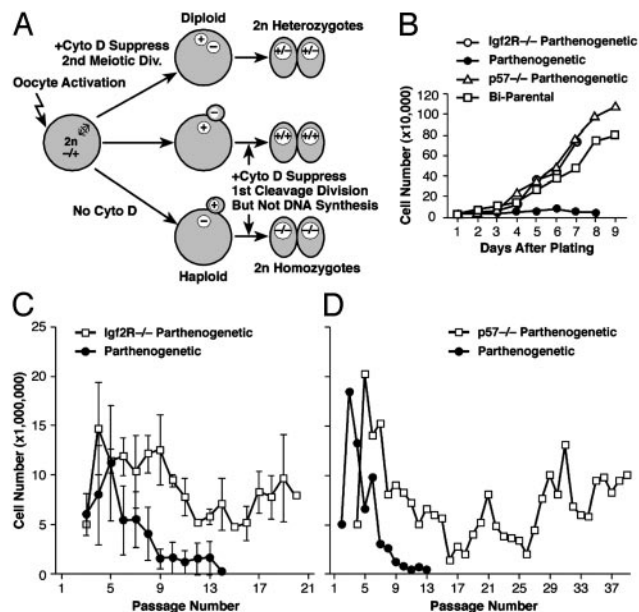 A
+Cyto D Suppress
2nd Meiotic Div.
Oocyte Activation
2n
–/+
Diploid
+
–
2n Heterozygotes
+/–
+/–
–
+
+/+
+/+
+Cyto D Suppress
1st Cleavage Division
But Not DNA Synthesis
No Cyto D
+
–
Haploid
–/–
–/–
2n Homozygotes
B
Igf2R–/– Parthenogenetic
Parthenogenetic
p57–/– Parthenogenetic
Bi-Parental
Cell Number (x10,000)
120
100
80
60
40
20
0
1 2 3 4 5 6 7 8 9
Days After Plating
C
Igf2R–/– Parthenogenetic
Parthenogenetic
Cell Number (x1,000,000)
25
20
15
10
5
0
1 5 9 13 17 21
Passage Number
D
p57–/– Parthenogenetic
Parthenogenetic
1 5 9 13 17 21 25 29 33 37
Passage Number